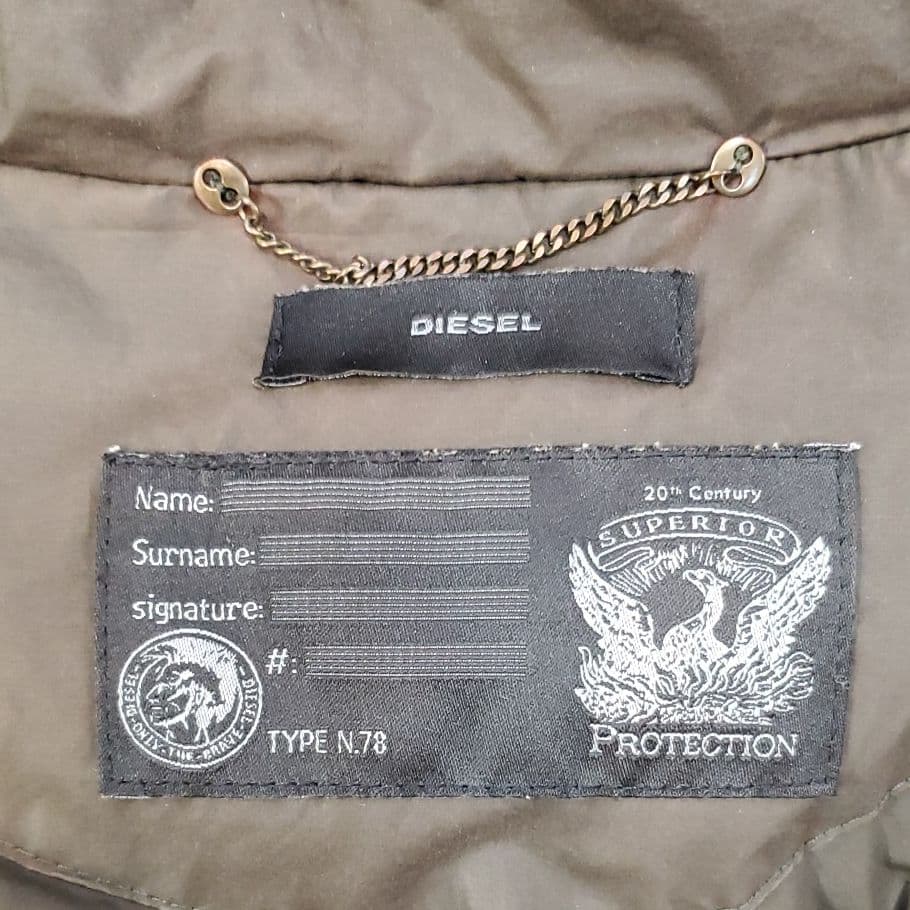 DIESEL
Name:
Surname:
signature:
#:
TYPE N.78
DIESEL
DIESEL
ONLY-THE-BRAVE
20th Century
SUPERIOR
PROTECTION